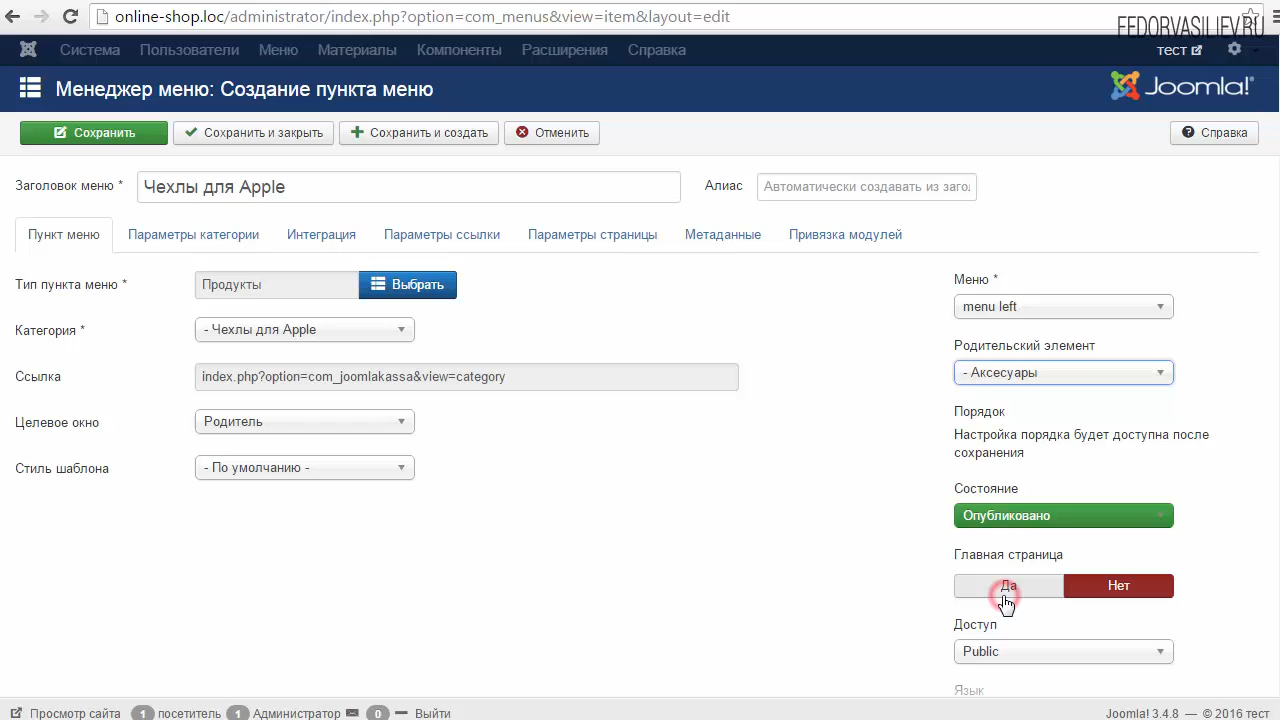 online-shop.loc/administrator/index.php?option=com_menus&view=item&layout=edit
FEDORVASILIEV.RU
Система Пользователи Меню Материалы Компоненты Расширения Справка тест
Менеджер меню: Создание пункта меню Joomla!
Сохранить Сохранить и закрыть Сохранить и создать Отменить Справка
Заголовок меню * Чехлы для Apple Алиас Автоматически создавать из заго.
Пункт меню Параметры категории Интеграция Параметры ссылки Параметры страницы Метаданные Привязка модулей
Тип пункта меню * Продукты Выбрать
Категория * - Чехлы для Apple
Ссылка index.php?option=com_joomlakassa&view=category
Целевое окно Родитель
Стиль шаблона - По умолчанию -
Меню *
menu left
Родительский элемент
- Аксесуары
Порядок
Настройка порядка будет доступна после
сохранения
Состояние
Опубликовано
Главная страница
Да Нет
Доступ
Public
Язык
Просмотр сайта 1 посетитель 1 Администратор 0 Выйти Joomla! 3.4.8 — © 2016 тест